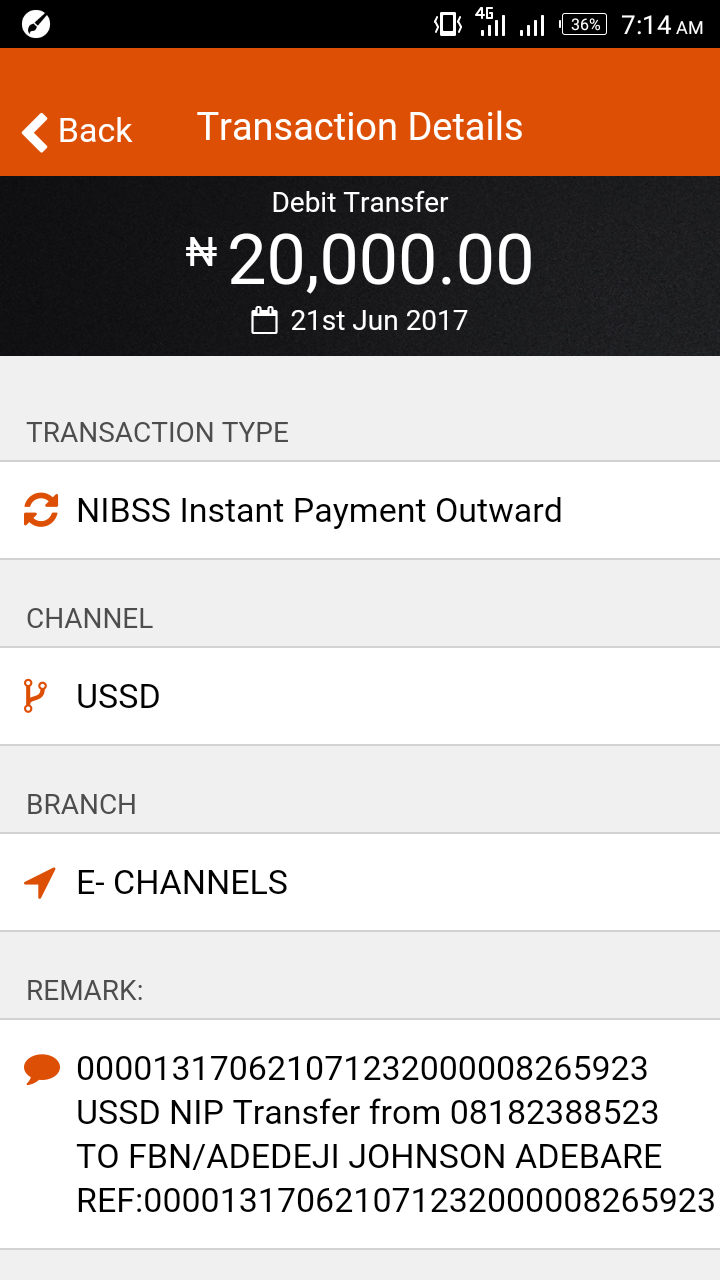 4G
36%
7:14 AM
Back
Transaction Details
Debit Transfer
₦ 20,000.00
21st Jun 2017
TRANSACTION TYPE
NIBSS Instant Payment Outward
CHANNEL
USSD
BRANCH
E- CHANNELS
REMARK:
000013170621071232000008265923
USSD NIP Transfer from 08182388523
TO FBN/ADEDEJI JOHNSON ADEBARE
REF:000013170621071232000008265923